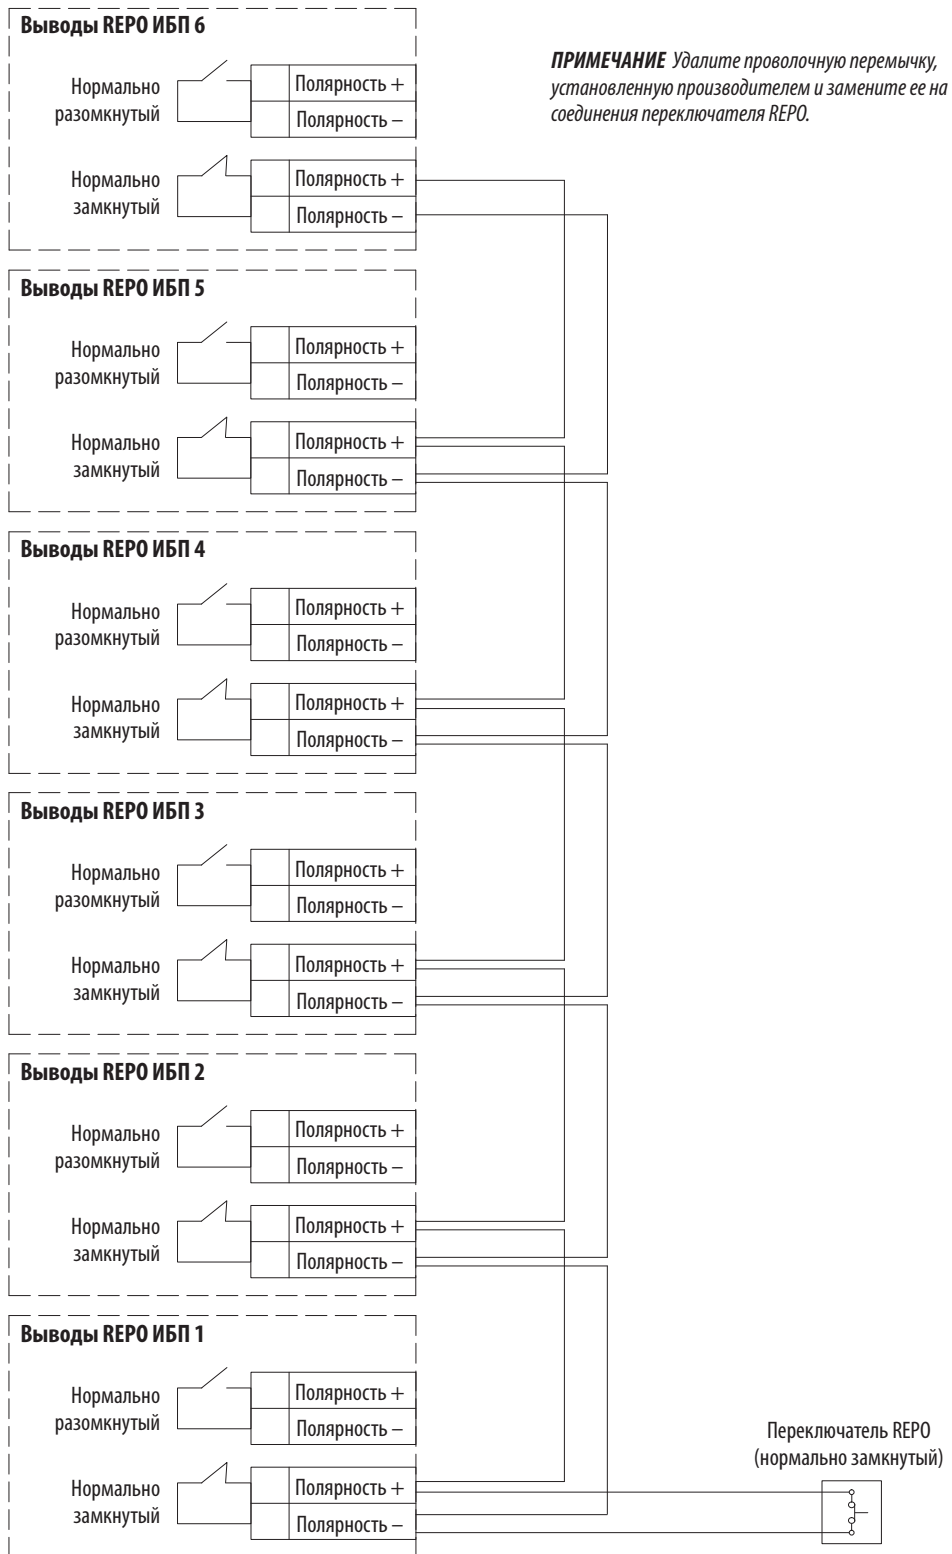 Выводы REPO ИБП 6
ПРИМЕЧАНИЕ Удалите проволочную перемычку,
установленную производителем и замените ее на
соединения переключателя REPO.
Нормально
разомкнутый
Полярность +
Полярность –
Нормально
замкнутый
Полярность +
Полярность –
Выводы REPO ИБП 5
Нормально
разомкнутый
Полярность +
Полярность –
Нормально
замкнутый
Полярность +
Полярность –
Выводы REPO ИБП 4
Нормально
разомкнутый
Полярность +
Полярность –
Нормально
замкнутый
Полярность +
Полярность –
Выводы REPO ИБП 3
Нормально
разомкнутый
Полярность +
Полярность –
Нормально
замкнутый
Полярность +
Полярность –
Выводы REPO ИБП 2
Нормально
разомкнутый
Полярность +
Полярность –
Нормально
замкнутый
Полярность +
Полярность –
Выводы REPO ИБП 1
Нормально
разомкнутый
Полярность +
Полярность –
Нормально
замкнутый
Полярность +
Полярность –
Переключатель REPO
(нормально замкнутый)